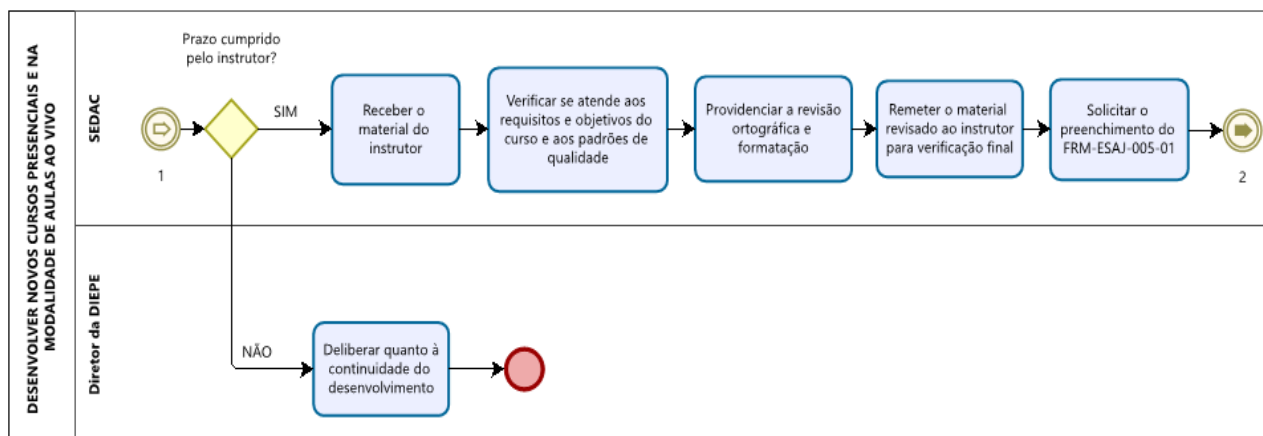 DESENVOLVER NOVOS CURSOS PRESENCIAIS E NA
MODALIDADE DE AULAS AO VIVO
SEDAC
Prazo cumprido
pelo instrutor?
1
SIM
Receber o
material do
instrutor
Verificar se atende aos
requisitos e objetivos do
curso e aos padrões de
qualidade
Providenciar a revisão
ortográfica e
formatação
Remeter o material
revisado ao instrutor
para verificação final
Solicitar o
preenchimento do
FRM-ESAJ-005-01
2
Diretor da DIEPE
NÃO
Deliberar quanto à
continuidade do
desenvolvimento